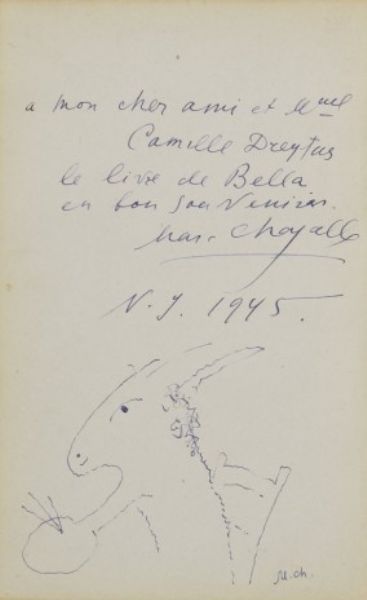 a mon cher ami et Mme
Camille Dreyfus
le livre de Bella
en bon souvenir.
Marc Chagall
N.Y. 1945.
M.ch.